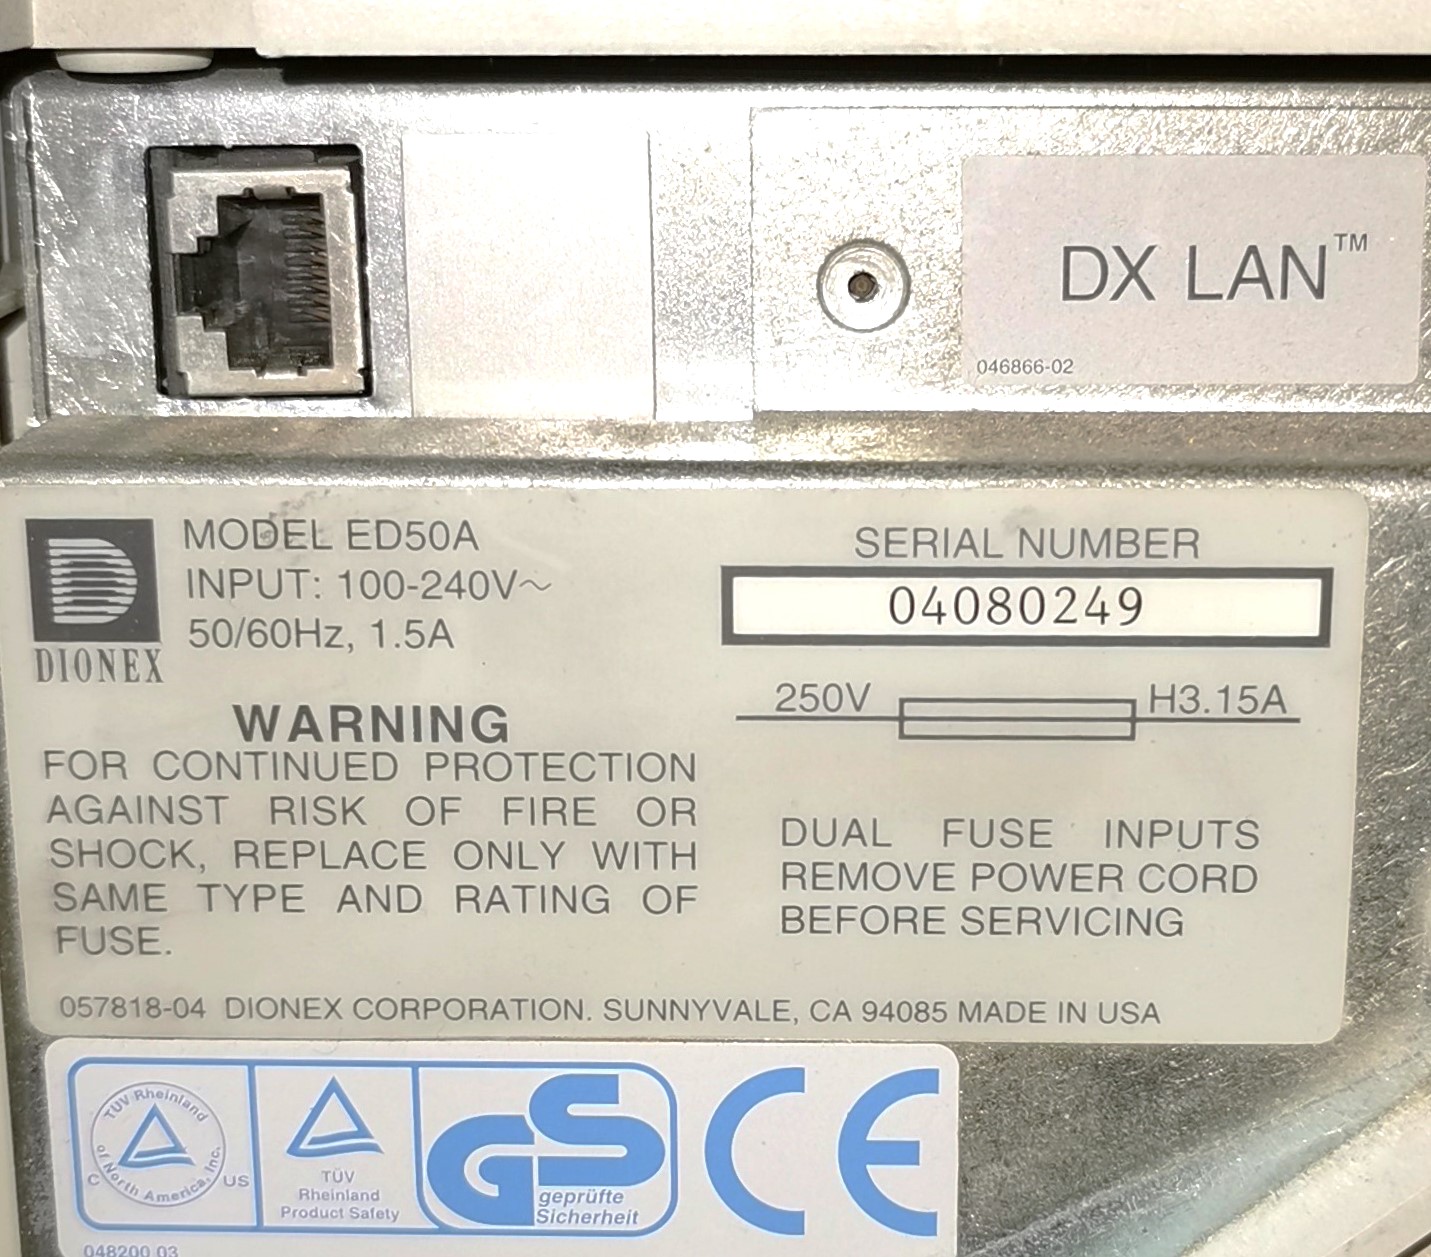 DX LAN™
046866-02
DIONEX
MODEL ED50A
INPUT: 100-240V~
50/60Hz, 1.5A
SERIAL NUMBER
04080249
250V H3.15A
WARNING
FOR CONTINUED PROTECTION
AGAINST RISK OF FIRE OR
SHOCK, REPLACE ONLY WITH
SAME TYPE AND RATING OF
FUSE.
DUAL FUSE INPUTS
REMOVE POWER CORD
BEFORE SERVICING
057818-04 DIONEX CORPORATION. SUNNYVALE, CA 94085 MADE IN USA
TÜV Rheinland
of North America, Inc.
C US
TÜV
Rheinland
Product Safety
GS
geprüfte
Sicherheit
CE
048200 03